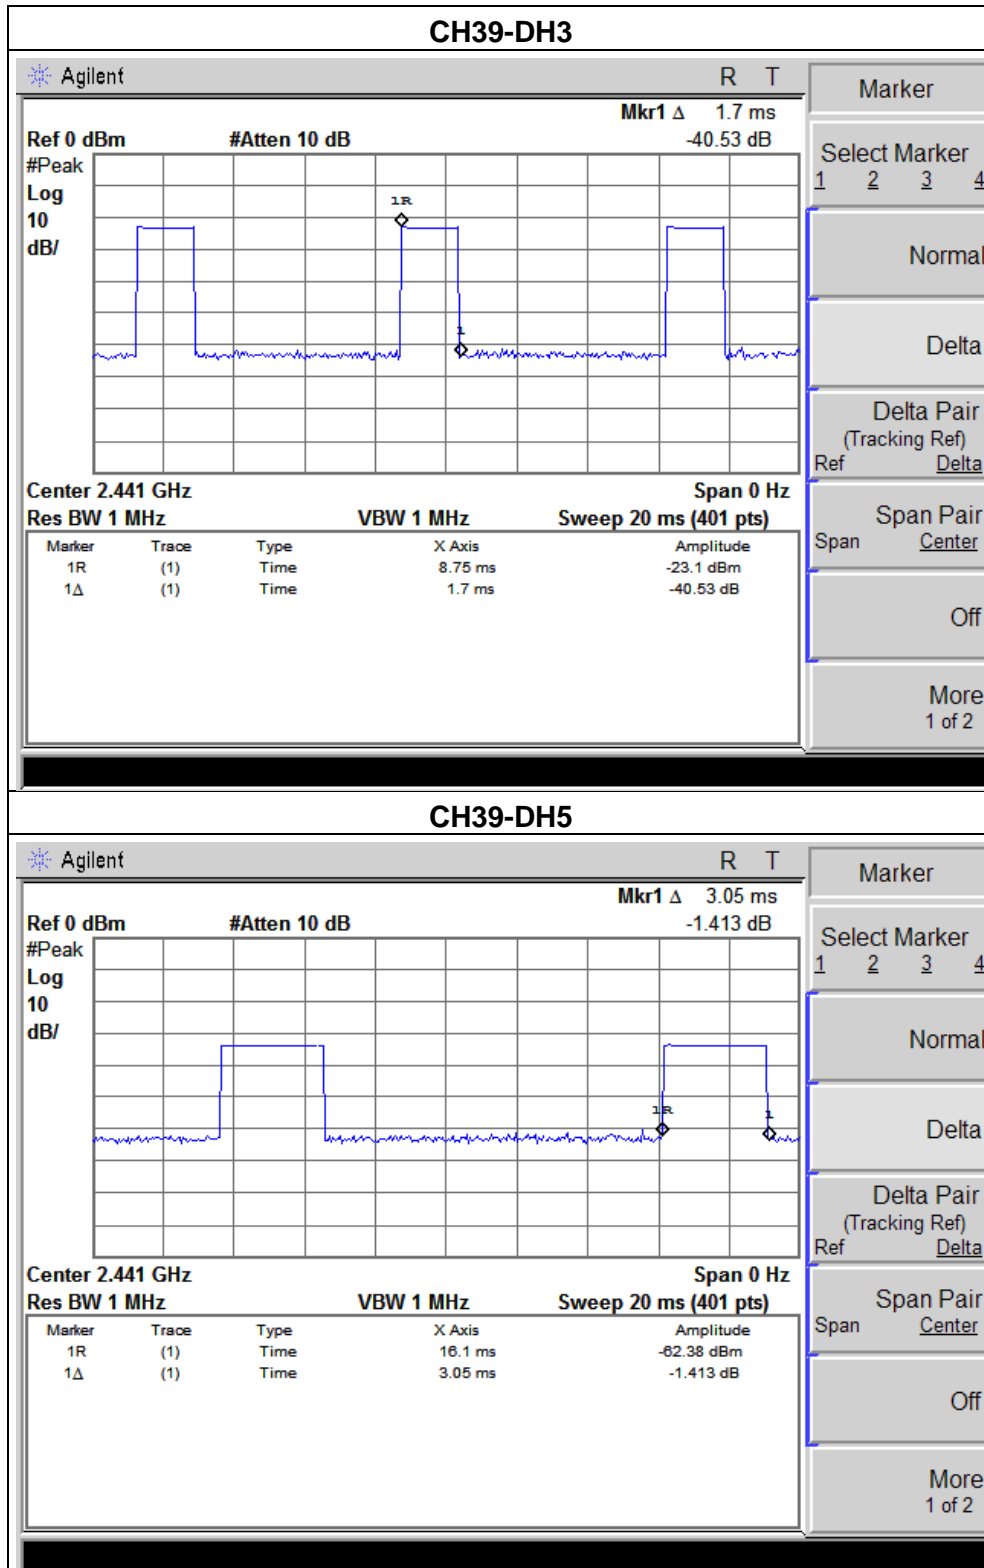 CH39-DH3
Agilent R T
Mkr1 Δ 1.7 ms
Ref 0 dBm #Atten 10 dB -40.53 dB
#Peak
Log
10
dB/
1R
1
Center 2.441 GHz Span 0 Hz
Res BW 1 MHz VBW 1 MHz Sweep 20 ms (401 pts)
Marker Trace Type X Axis Amplitude
1R (1) Time 8.75 ms -23.1 dBm
1Δ (1) Time 1.7 ms -40.53 dB
Marker
Select Marker
1 2 3 4
Normal
Delta
Delta Pair
(Tracking Ref)
Ref Delta
Span Pair
Span Center
Off
More
1 of 2
CH39-DH5
Agilent R T
Mkr1 Δ 3.05 ms
Ref 0 dBm #Atten 10 dB -1.413 dB
#Peak
Log
10
dB/
1R
1
Center 2.441 GHz Span 0 Hz
Res BW 1 MHz VBW 1 MHz Sweep 20 ms (401 pts)
Marker Trace Type X Axis Amplitude
1R (1) Time 16.1 ms -62.38 dBm
1Δ (1) Time 3.05 ms -1.413 dB
Marker
Select Marker
1 2 3 4
Normal
Delta
Delta Pair
(Tracking Ref)
Ref Delta
Span Pair
Span Center
Off
More
1 of 2